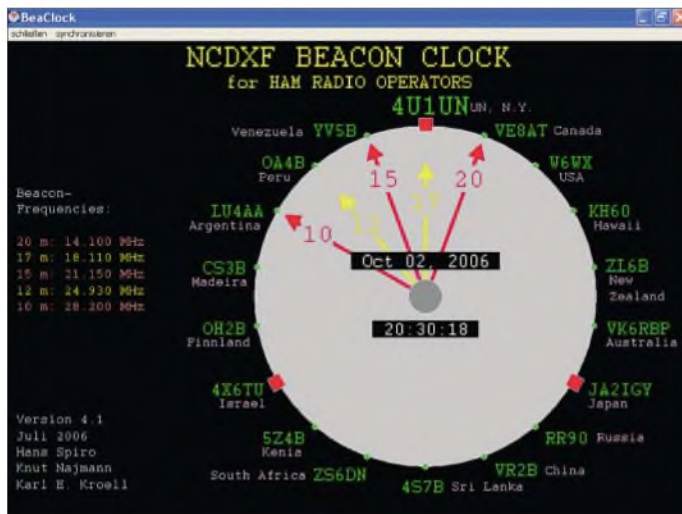 BeaClock
schließen synchronisieren
NCDXF BEACON CLOCK
for HAM RADIO OPERATORS
4U1UN UN, N.Y.
Venezuela YV5B
VE8AT Canada
OA4B
Peru
W6WX
USA
15
20
17
12
10
Beacon-
Frequencies:
LU4AA
Argentina
KH60
Hawaii
20 m: 14.100 MHz
17 m: 18.110 MHz
15 m: 21.150 MHz
12 m: 24.930 MHz
10 m: 28.200 MHz
Oct 02, 2006
CS3B
Madeira
ZL6B
New
Zealand
20:30:18
OH2B
Finnland
VK6RBP
Australia
4X6TU
Israel
JA2IGY
Japan
Version 4.1
Juli 2006
Hans Spiro
Knut Najmann
Karl E. Kroell
5Z4B
Kenia
RR90 Russia
South Africa ZS6DN
VR2B China
4S7B Sri Lanka